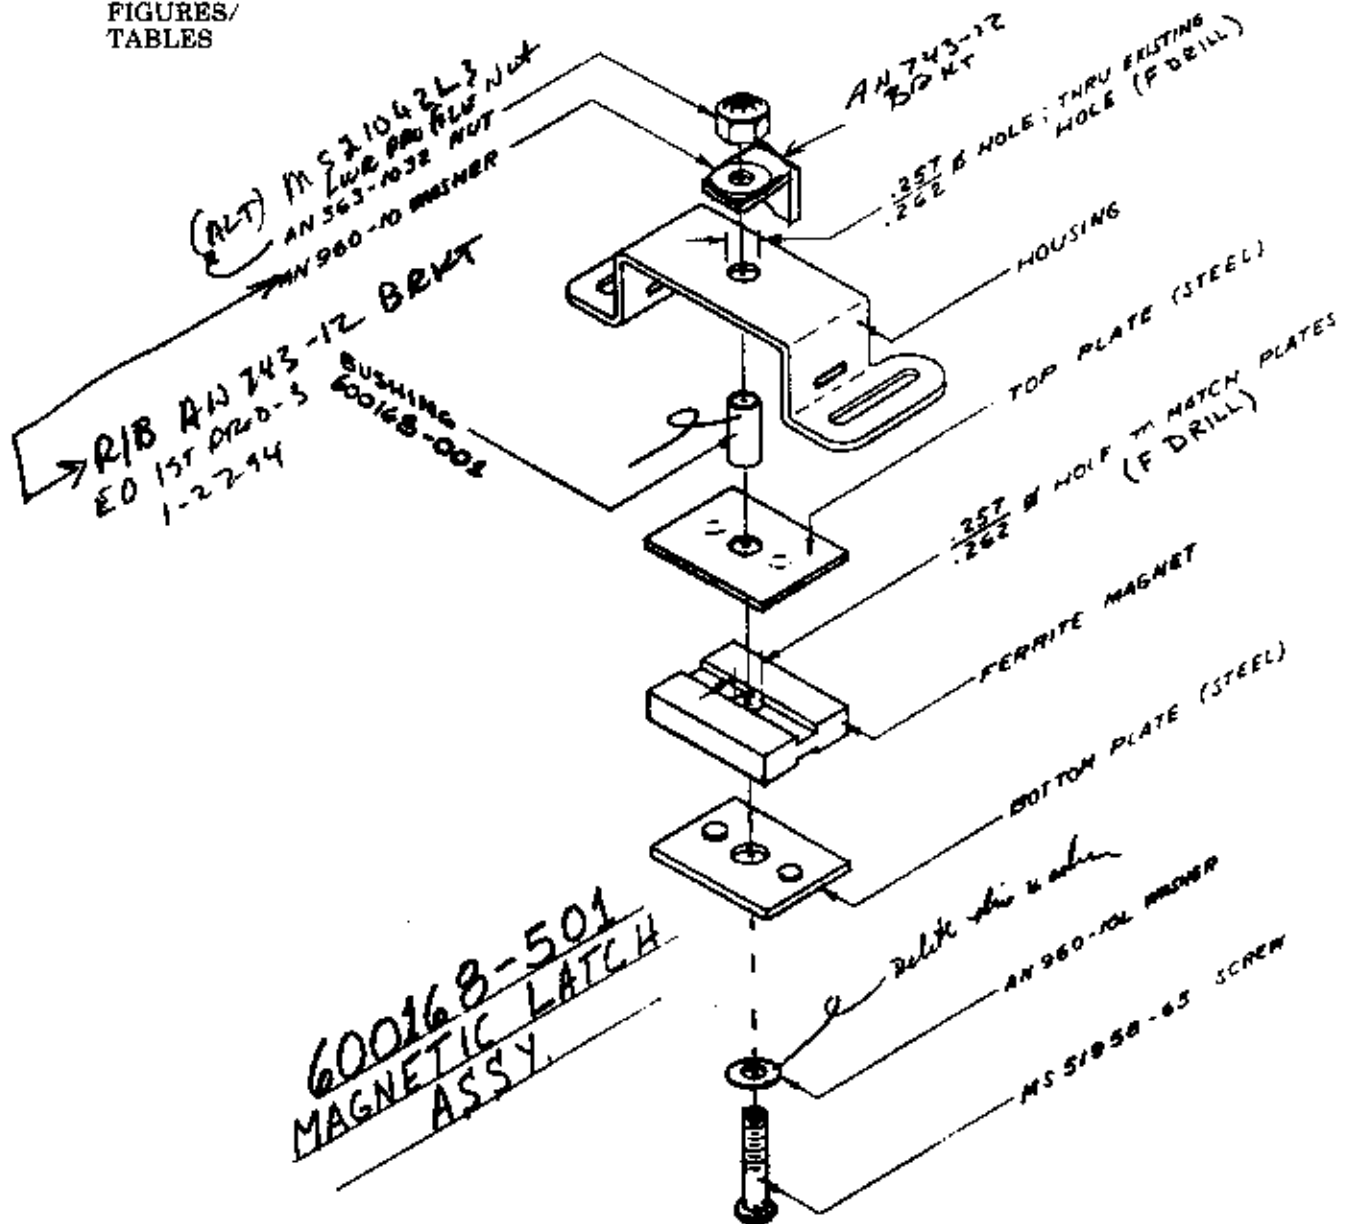 FIGURES/
TABLES
(ALT) MS21042L3
LWR PROFILE NUT
AN 363-1032 NUT
AN 960-10 WASHER
AN 743-12
BRKT
.257
.262 Ø HOLE; THRU EXISTING
HOLE (F DRILL)
HOUSING
TOP PLATE (STEEL)
R/B AN 743-12 BRKT
EO 1ST PROD-3
1-27-94
BUSHING
600168-001
.257
.262 Ø HOLE TO MATCH PLATES
(F DRILL)
FERRITE MAGNET
BOTTOM PLATE (STEEL)
Delete this
AN 960-10L WASHER
MS 51958-65 SCREW
600168-501
MAGNETIC LATCH
ASSY.